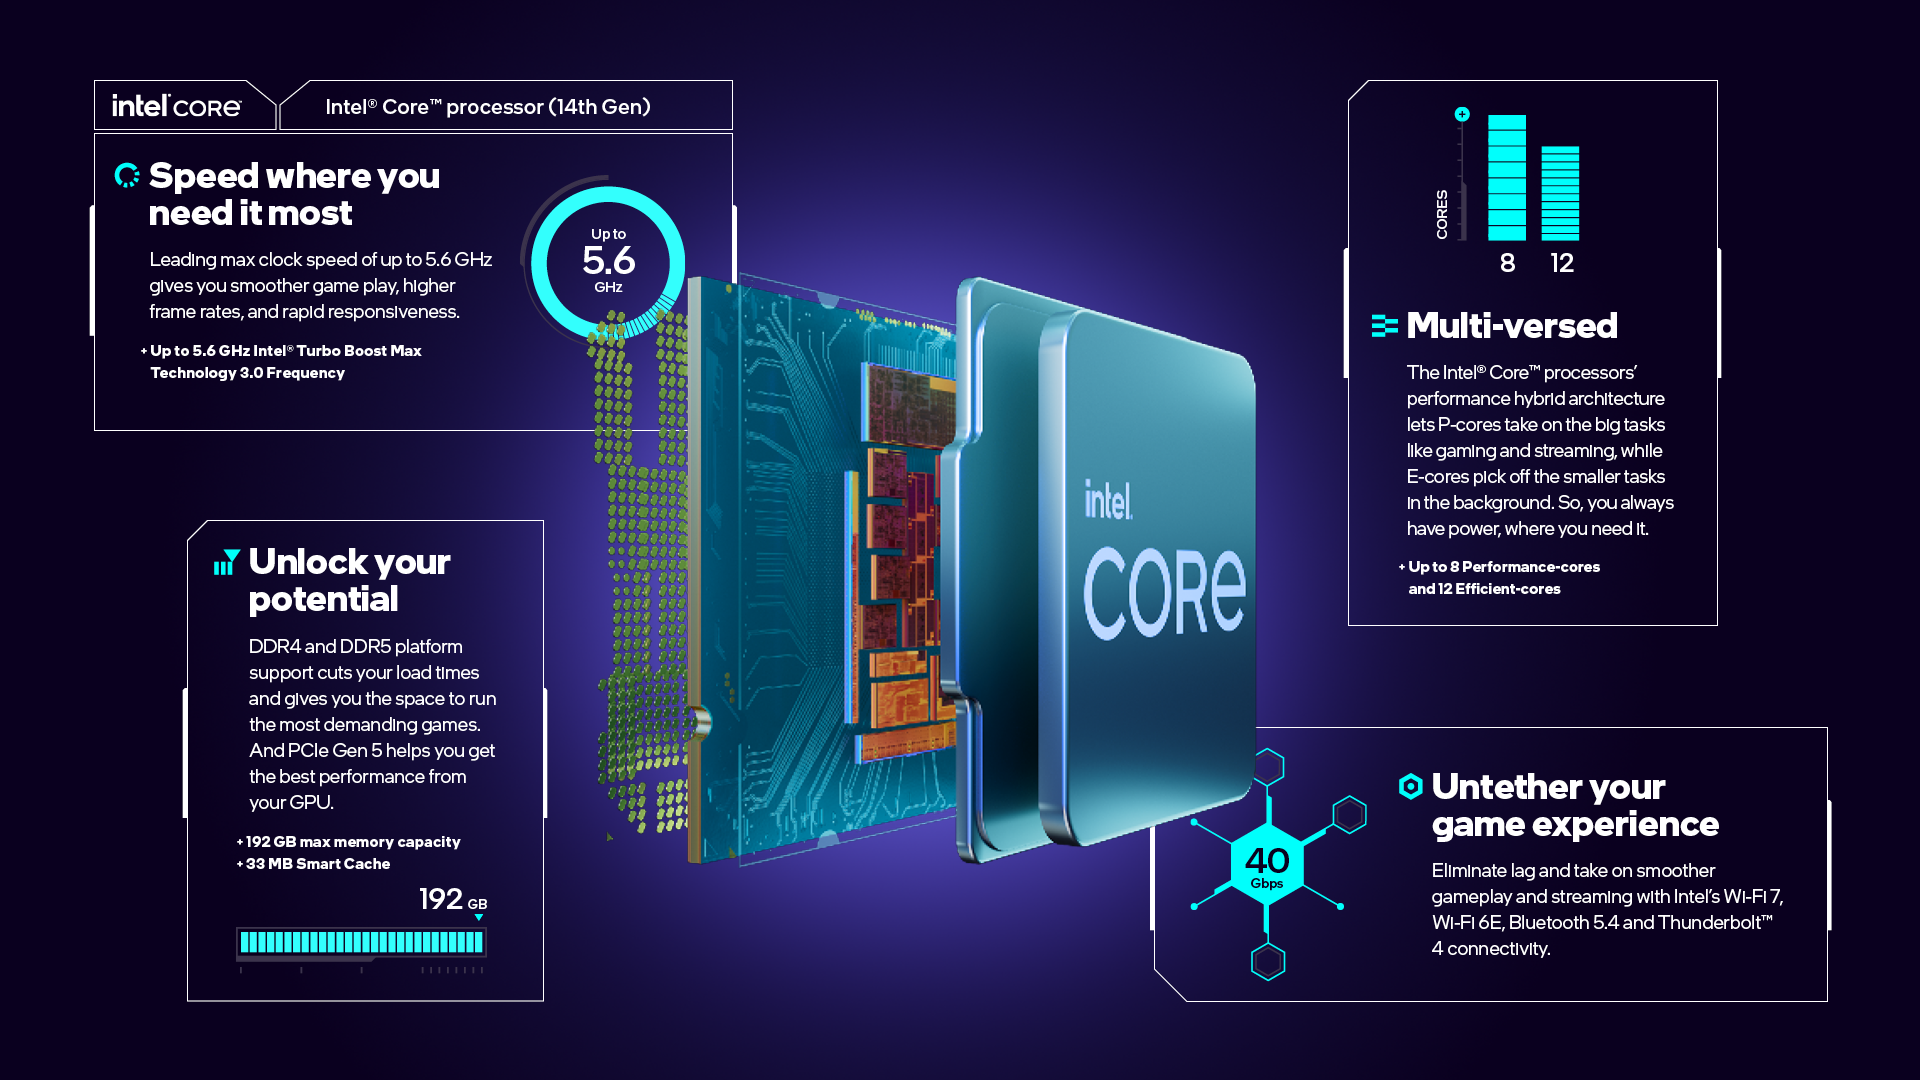 intel CORE™
Intel® Core™ processor (14th Gen)
Speed where you
need it most
Leading max clock speed of up to 5.6 GHz
gives you smoother game play, higher
frame rates, and rapid responsiveness.
+ Up to 5.6 GHz Intel® Turbo Boost Max
Technology 3.0 Frequency
Up to
5.6
GHz
CORES
8 12
Multi-versed
The Intel® Core™ processors’
performance hybrid architecture
lets P-cores take on the big tasks
like gaming and streaming, while
E-cores pick off the smaller tasks
in the background. So, you always
have power, where you need it.
+ Up to 8 Performance-cores
and 12 Efficient-cores
intel.
CORE
Unlock your
potential
DDR4 and DDR5 platform
support cuts your load times
and gives you the space to run
the most demanding games.
And PCIe Gen 5 helps you get
the best performance from
your GPU.
+ 192 GB max memory capacity
+ 33 MB Smart Cache
192 GB
40
Gbps
Untether your
game experience
Eliminate lag and take on smoother
gameplay and streaming with Intel’s Wi-Fi 7,
Wi-Fi 6E, Bluetooth 5.4 and Thunderbolt™
4 connectivity.